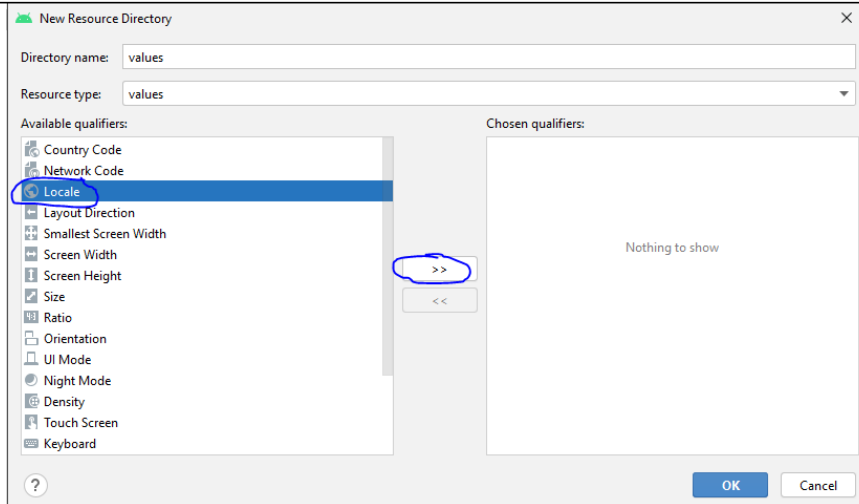 New Resource Directory
Directory name: values
Resource type: values
Available qualifiers:
Chosen qualifiers:
Country Code
Network Code
Locale
Layout Direction
Smallest Screen Width
Screen Width
Screen Height
Size
Ratio
Orientation
UI Mode
Night Mode
Density
Touch Screen
Keyboard
>>
<<
Nothing to show
?
OK
Cancel